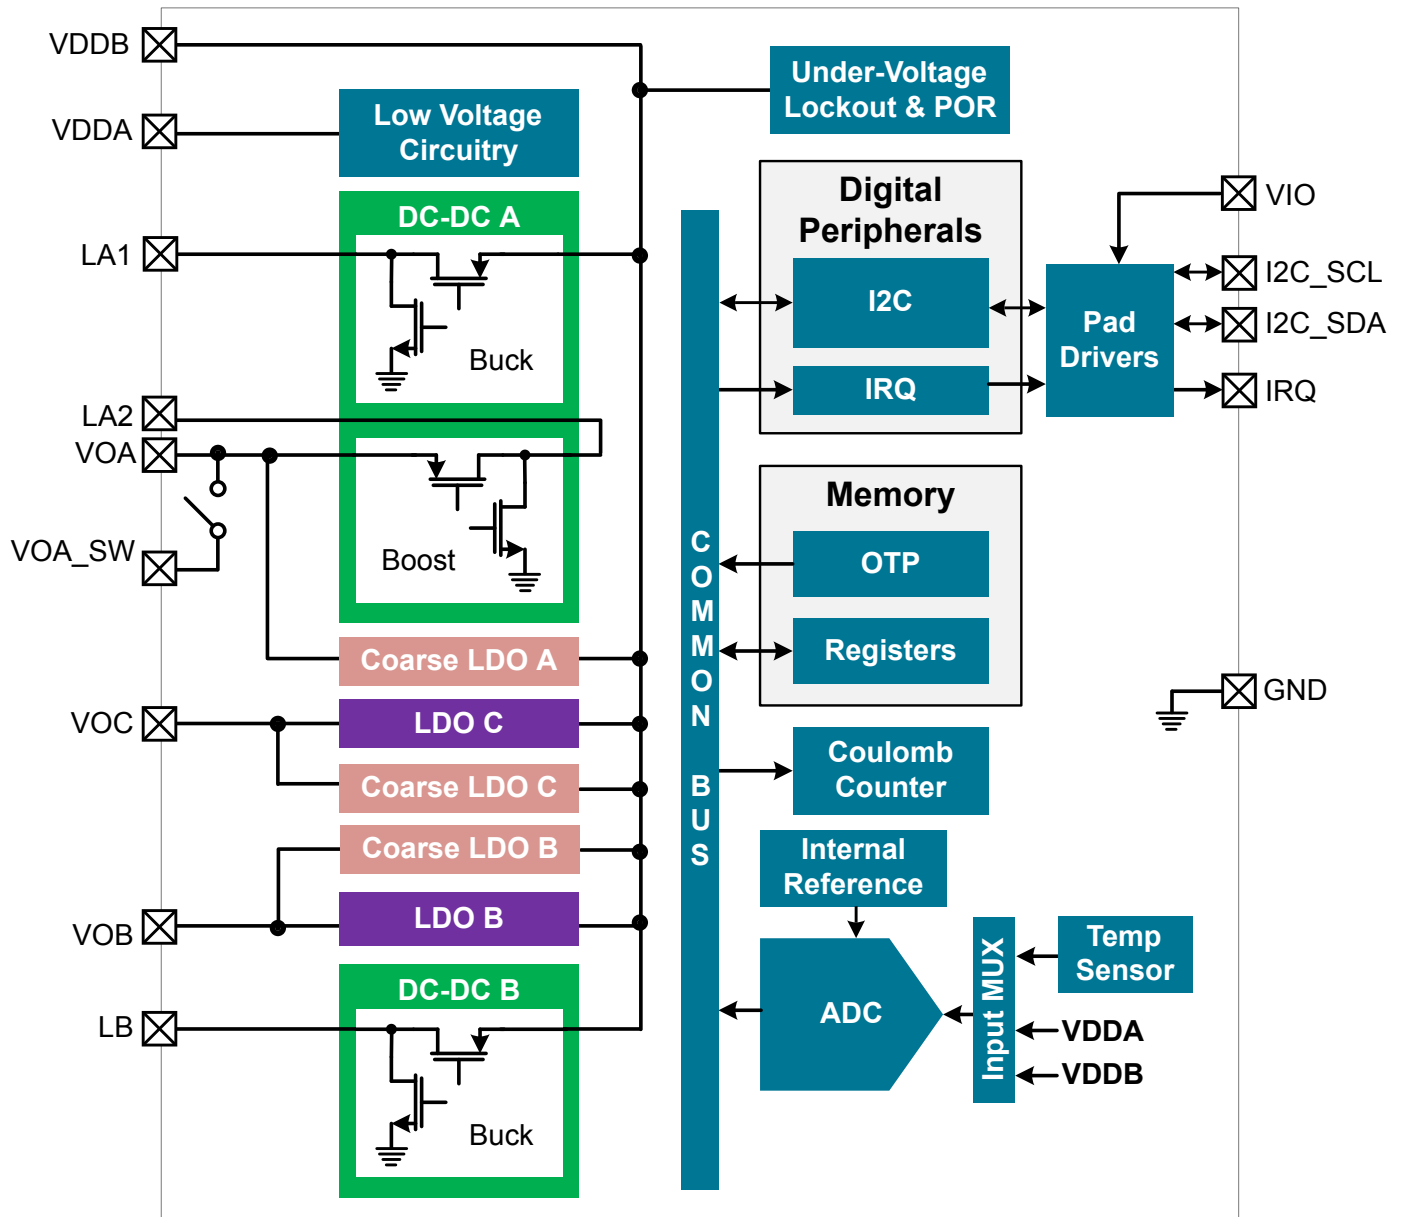 VDDB
VDDA
LA1
LA2
VOA
VOA_SW
VOC
VOB
LB
Low Voltage
Circuitry
DC-DC A
Buck
Boost
Coarse LDO A
LDO C
Coarse LDO C
Coarse LDO B
LDO B
DC-DC B
Buck
COMMON BUS
Under-Voltage
Lockout & POR
Digital
Peripherals
I2C
IRQ
Pad
Drivers
Memory
OTP
Registers
Coulomb
Counter
Internal
Reference
ADC
Input MUX
Temp
Sensor
VDDA
VDDB
VIO
I2C_SCL
I2C_SDA
IRQ
GND